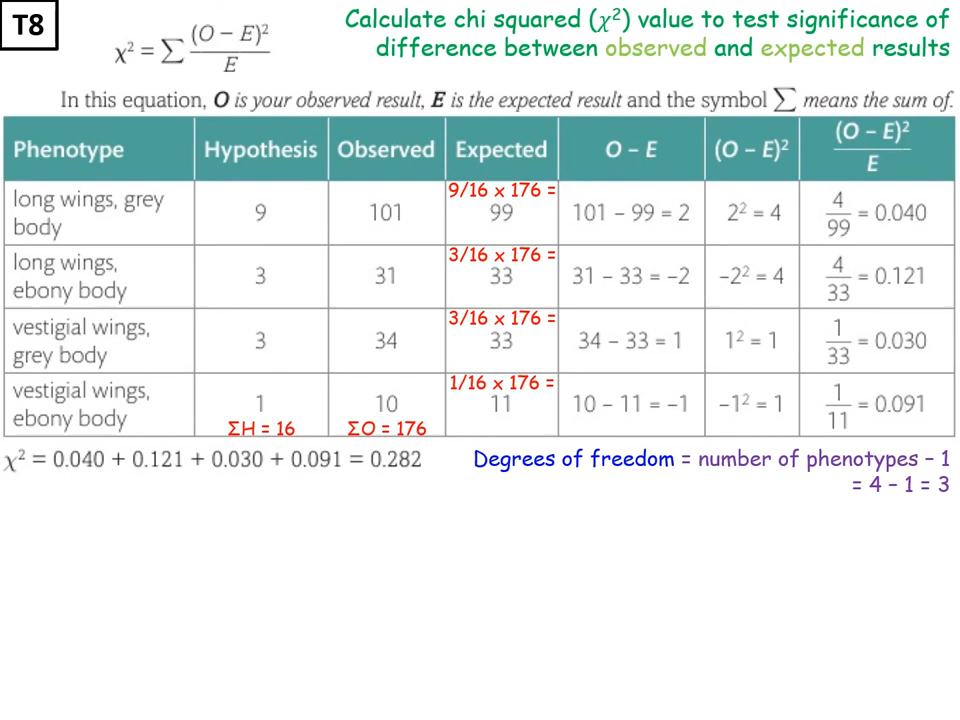 T8
Calculate chi squared (χ²) value to test significance of
difference between observed and expected results
χ² = ∑ (O – E)² / E
In this equation, O is your observed result, E is the expected result and the symbol ∑ means the sum of.
Phenotype Hypothesis Observed Expected O – E (O – E)² (O – E)² / E
long wings, grey body 9 101 9/16 x 176 = 99 101 – 99 = 2 2² = 4 4/99 = 0.040
long wings, ebony body 3 31 3/16 x 176 = 33 31 – 33 = –2 –2² = 4 4/33 = 0.121
vestigial wings, grey body 3 34 3/16 x 176 = 33 34 – 33 = 1 1² = 1 1/33 = 0.030
vestigial wings, ebony body 1 10 1/16 x 176 = 11 10 – 11 = –1 –1² = 1 1/11 = 0.091
ΣH = 16 ΣO = 176
χ² = 0.040 + 0.121 + 0.030 + 0.091 = 0.282
Degrees of freedom = number of phenotypes – 1
= 4 – 1 = 3